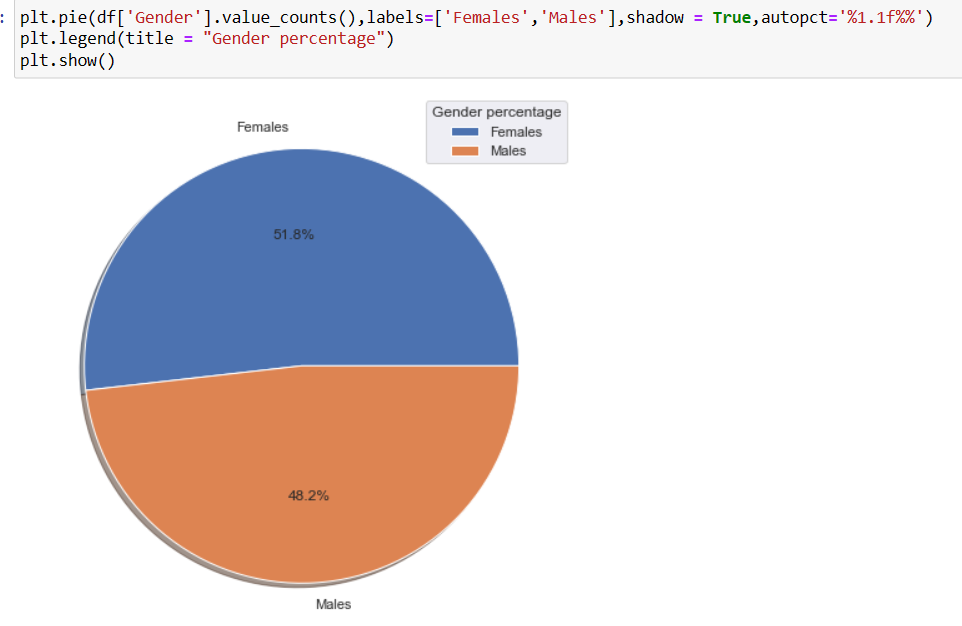 : plt.pie(df['Gender'].value_counts(),labels=['Females','Males'],shadow = True,autopct='%1.1f%%')
plt.legend(title = "Gender percentage")
plt.show()
Gender percentage
Females
Males
Females
51.8%
48.2%
Males